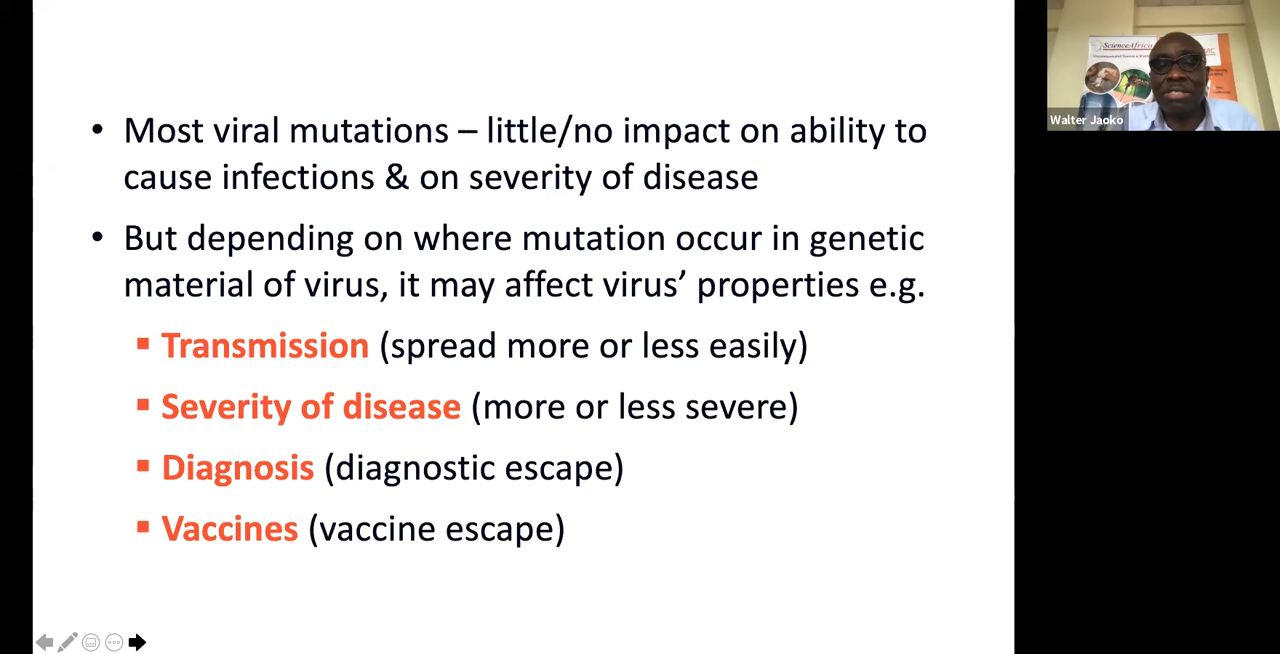 • Most viral mutations – little/no impact on ability to
cause infections & on severity of disease
• But depending on where mutation occur in genetic
material of virus, it may affect virus’ properties e.g.
▪ Transmission (spread more or less easily)
▪ Severity of disease (more or less severe)
▪ Diagnosis (diagnostic escape)
▪ Vaccines (vaccine escape)
ScienceAfrica
Walter Jaoko